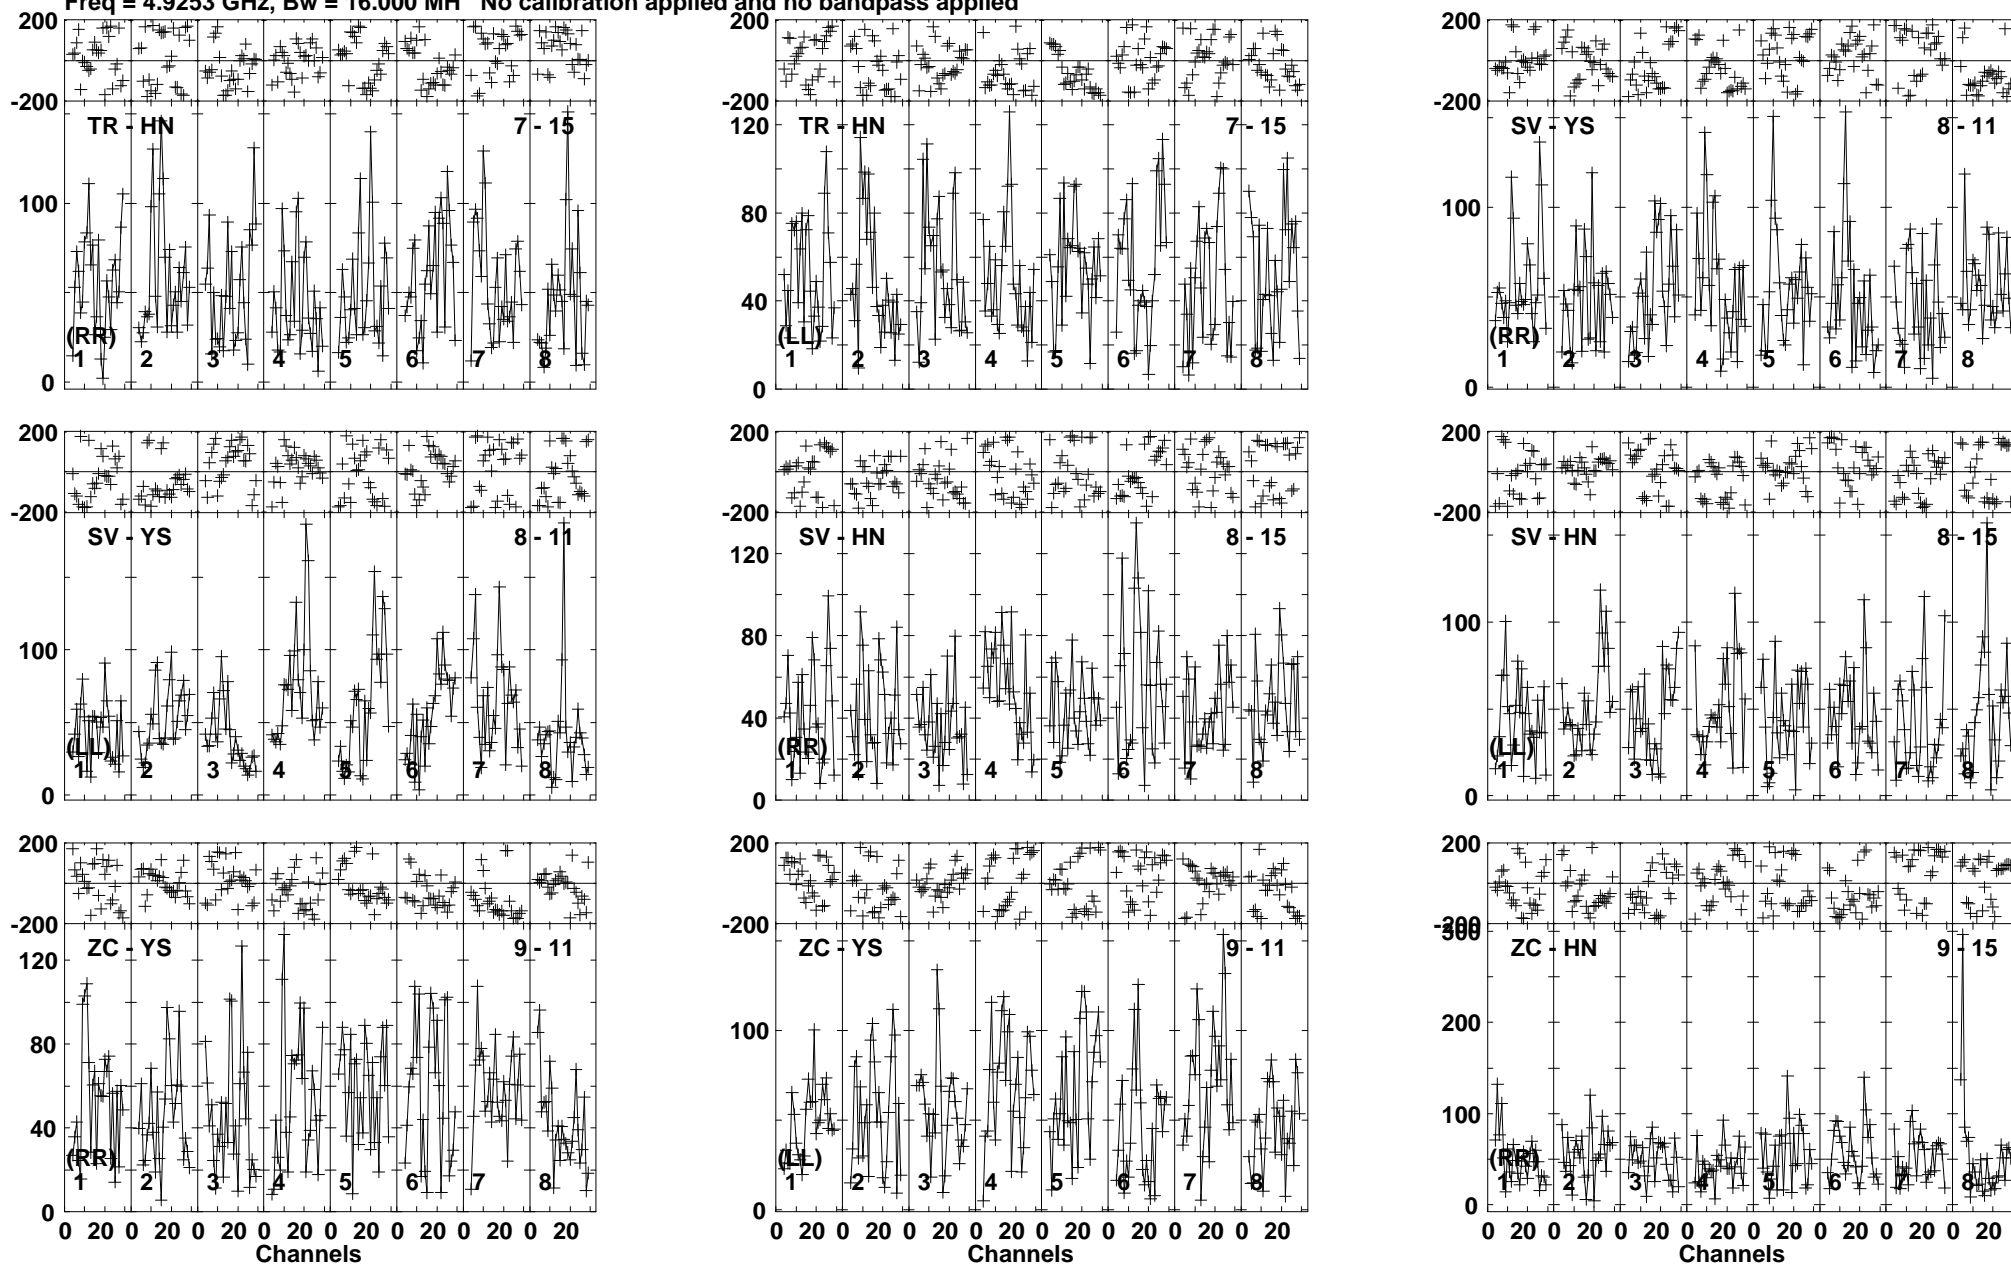 Freq = 4.9253 GHz, Bw = 16.000 MH No calibration applied and no bandpass applied
200 200 200
-200 -200 -200
TR - HN 7 - 15 TR - HN 7 - 15 SV - YS 8 - 11
120
100 80 100
40
(RR) (LL) (RR)
1 2 3 4 5 6 7 8 1 2 3 4 5 6 7 8 1 2 3 4 5 6 7 8
0 0 0
200 200 200
-200 -200 -200
SV - YS 8 - 11 SV - HN 8 - 15 SV - HN 8 - 15
120
100 80 100
40
(LL) (RR) (LL)
1 2 3 4 5 6 7 8 1 2 3 4 5 6 7 8 1 2 3 4 5 6 7 8
0 0 0
200 200 200
-200 -200 -200
300
ZC - YS 9 - 11 ZC - YS 9 - 11 ZC - HN 9 - 15
120
80 100 200
40 100
(RR) (LL) (RR)
1 2 3 4 5 6 7 8 1 2 3 4 5 6 7 8 1 2 3 4 5 6 7 8
0 0 0
0 20 0 20 0 20 0 20 0 20 0 20 0 20 0 20 0 20 0 20 0 20 0 20 0 20 0 20 0 20 0 20 0 20 0 20 0 20 0 20 0 20 0 20 0 20 0 20
Channels Channels Channels